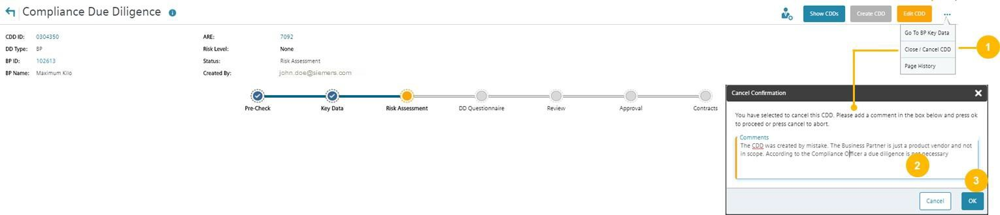 Compliance Due Diligence
Show CDDs
Create CDD
Edit CDD
...
CDD ID: 0304350
ARE: 7092
DD Type: BP
Risk Level: None
BP ID: 102613
Status: Risk Assessment
BP Name: Maximum Kilo
Created By: john.doe@siemers.com
Go To BP Key Data
Close / Cancel CDD
Page History
1
Pre-Check
Key Data
Risk Assessment
DD Questionnaire
Review
Approval
Contracts
Cancel Confirmation
You have selected to cancel this CDD. Please add a comment in the box below and press ok
to proceed or press cancel to abort.
Comments
The CDD was created by mistake. The Business Partner is just a product vendor and not
in scope. According to the Compliance Officer a due diligence is not necessary
2
3
Cancel
OK